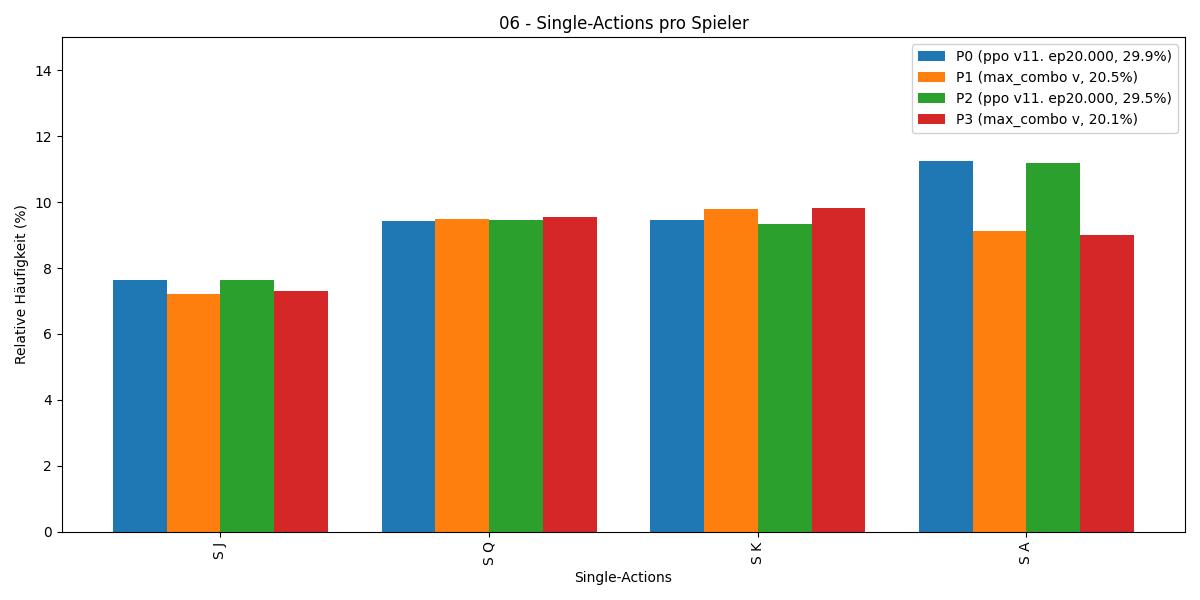 06 - Single-Actions pro Spieler
P0 (ppo v11. ep20.000, 29.9%)
P1 (max_combo v, 20.5%)
P2 (ppo v11. ep20.000, 29.5%)
P3 (max_combo v, 20.1%)
Relative Häufigkeit (%)
14
12
10
8
6
4
2
0
S J
S Q
S K
S A
Single-Actions